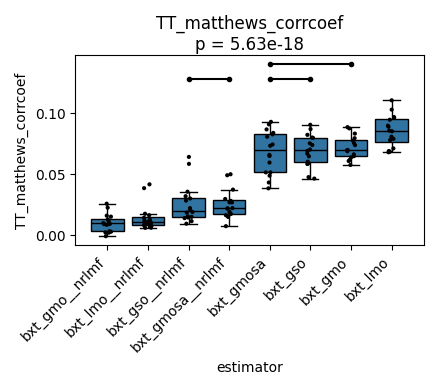 TT_matthews_corrcoef
p = 5.63e-18
TT_matthews_corrcoef
0.10
0.05
0.00
bxt_gmo__nrlmf
bxt_lmo__nrlmf
bxt_gso__nrlmf
bxt_gmosa__nrlmf
bxt_gmosa
bxt_gso
bxt_gmo
bxt_lmo
estimator